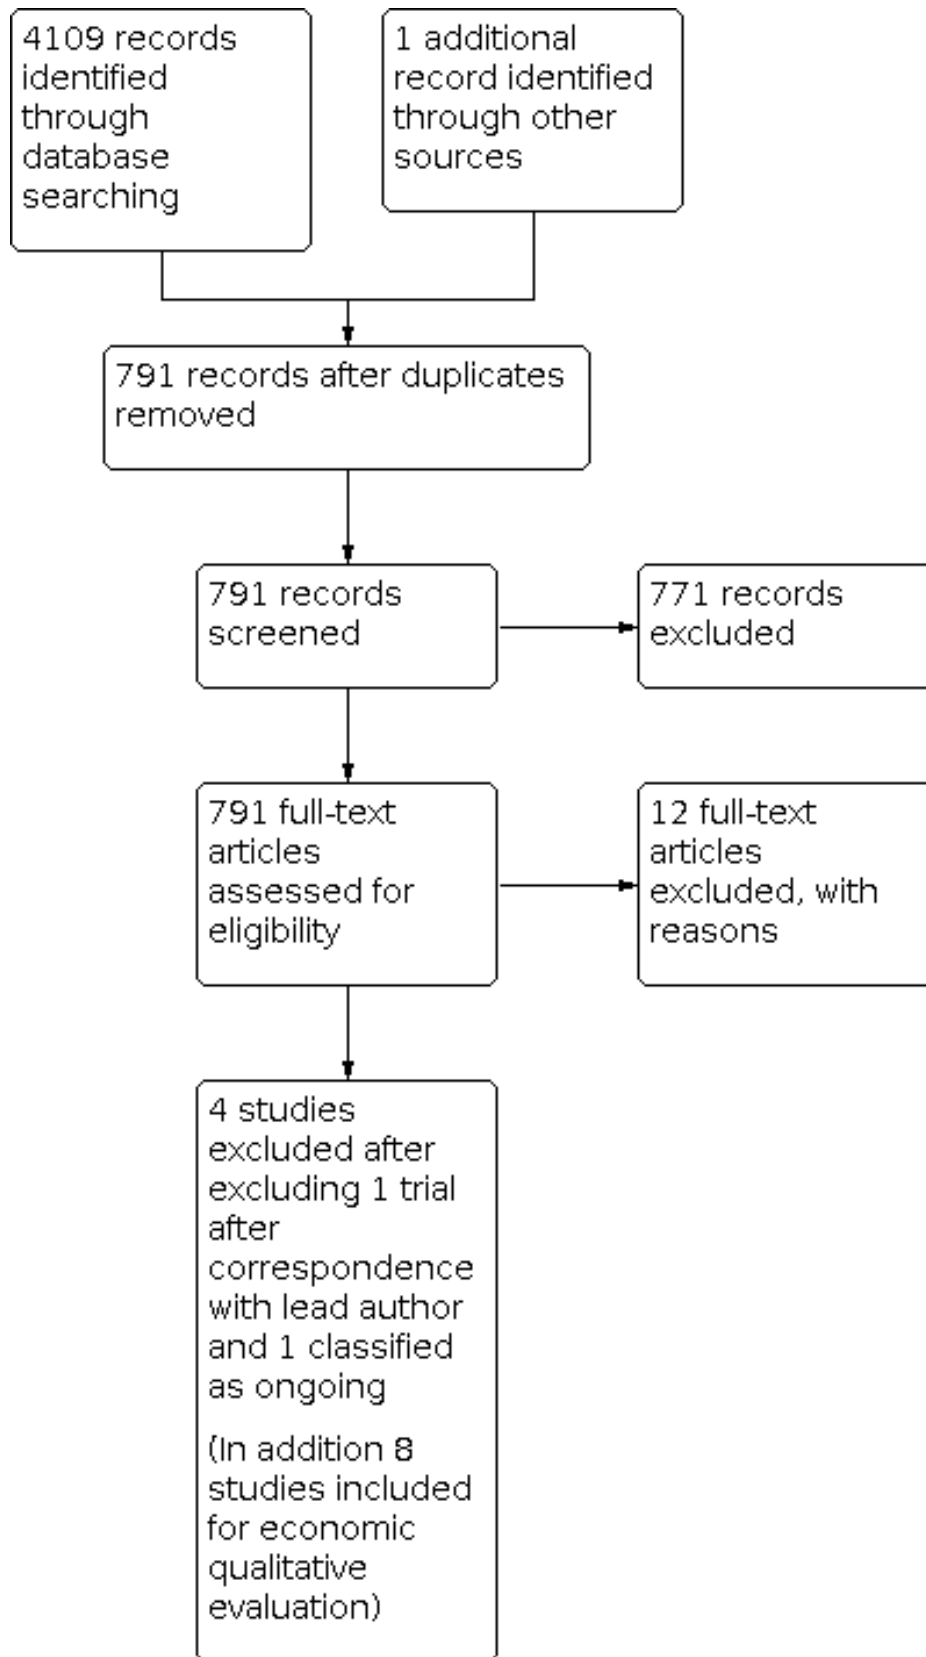 4109 records
identified
through
database
searching
1 additional
record identified
through other
sources
791 records after duplicates
removed
791 records
screened
771 records
excluded
791 full-text
articles
assessed for
eligibility
12 full-text
articles
excluded, with
reasons
4 studies
excluded after
excluding 1 trial
after
correspondence
with lead author
and 1 classified
as ongoing
(In addition 8
studies included
for economic
qualitative
evaluation)